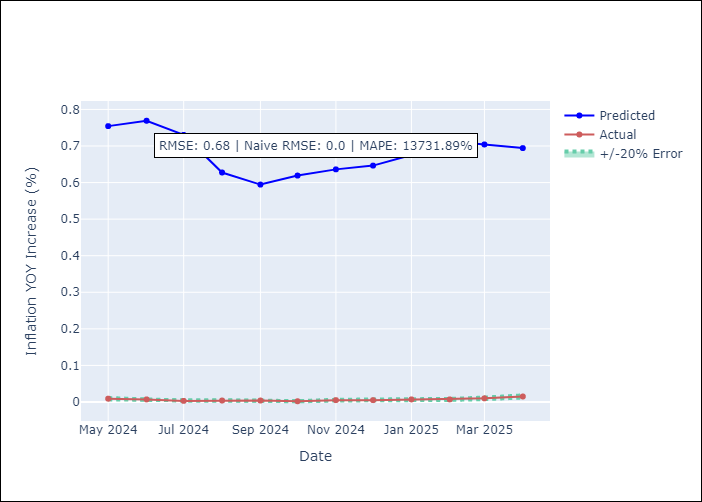 0.8
0.7
0.6
0.5
0.4
0.3
0.2
0.1
0
Inflation YOY Increase (%)
RMSE: 0.68 | Naive RMSE: 0.0 | MAPE: 13731.89%
Predicted
Actual
+/-20% Error
May 2024 Jul 2024 Sep 2024 Nov 2024 Jan 2025 Mar 2025
Date